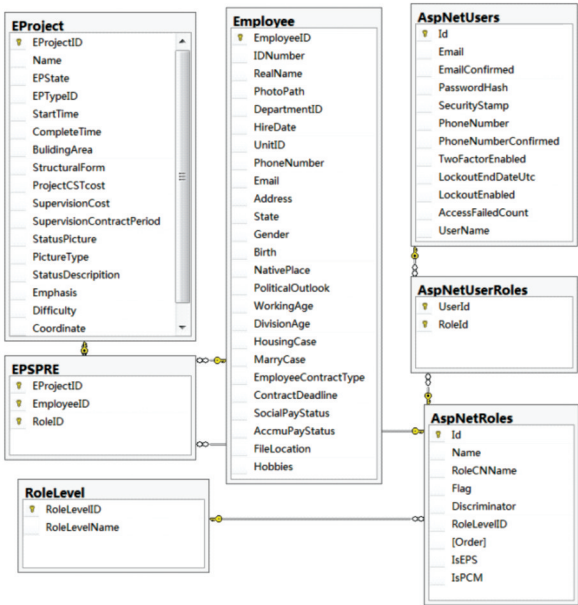 EProject
EProjectID
Name
EPState
EPTypeID
StartTime
CompleteTime
BulidingArea
StructuralForm
ProjectCSTcost
SupervisionCost
SupervisionContractPeriod
StatusPicture
PictureType
StatusDescripition
Emphasis
Difficulty
Coordinate
EPSPRE
EProjectID
EmployeeID
RoleID
Employee
EmployeeID
IDNumber
RealName
PhotoPath
DepartmentID
HireDate
UnitID
PhoneNumber
Email
Address
State
Gender
Birth
NativePlace
PoliticalOutlook
WorkingAge
DivisionAge
HousingCase
MarryCase
EmployeeContractType
ContractDeadline
SocialPayStatus
AccmuPayStatus
FileLocation
Hobbies
AspNetUsers
Id
Email
EmailConfirmed
PasswordHash
SecurityStamp
PhoneNumber
PhoneNumberConfirmed
TwoFactorEnabled
LockoutEndDateUtc
LockoutEnabled
AccessFailedCount
UserName
AspNetUserRoles
UserId
RoleId
AspNetRoles
Id
Name
RoleCNName
Flag
Discriminator
RoleLevelID
[Order]
IsEPS
IsPCM
RoleLevel
RoleLevelID
RoleLevelName